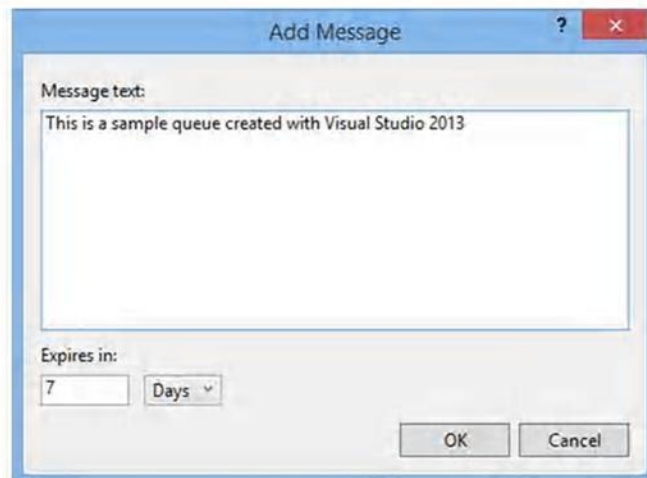 Add Message
?
Message text:
This is a sample queue created with Visual Studio 2013
Expires in:
7 Days
OK Cancel